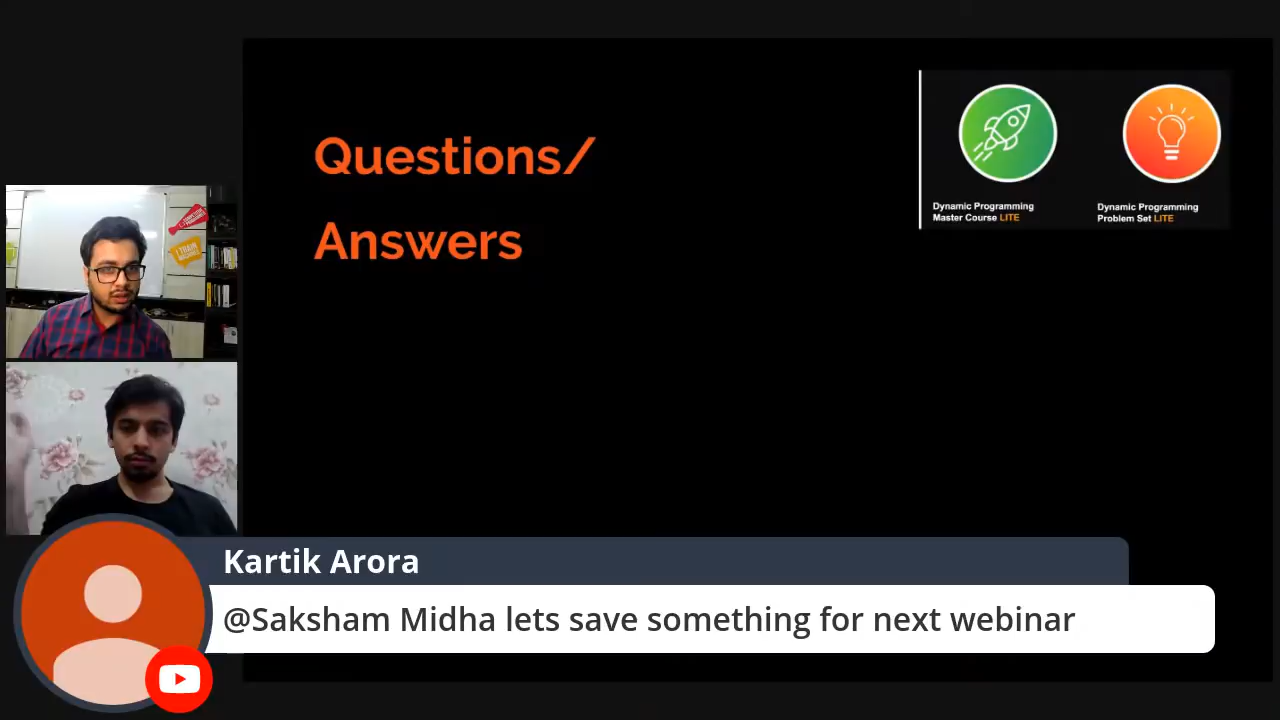 Questions/
Answers
Dynamic Programming
Master Course LITE
Dynamic Programming
Problem Set LITE
Kartik Arora
@Saksham Midha lets save something for next webinar